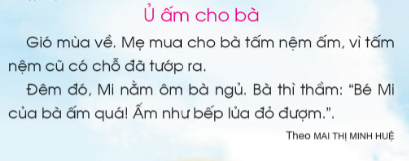 Ủ ấm cho bà
Gió mùa về. Mẹ mua cho bà tấm nệm ấm, vì tấm
nệm cũ có chỗ đã tướp ra.
Đêm đó, Mi nằm ôm bà ngủ. Bà thì thầm: “Bé Mi
của bà ấm quá! Ấm như bếp lửa đỏ đượm.”.
Theo MAI THỊ MINH HUỆ